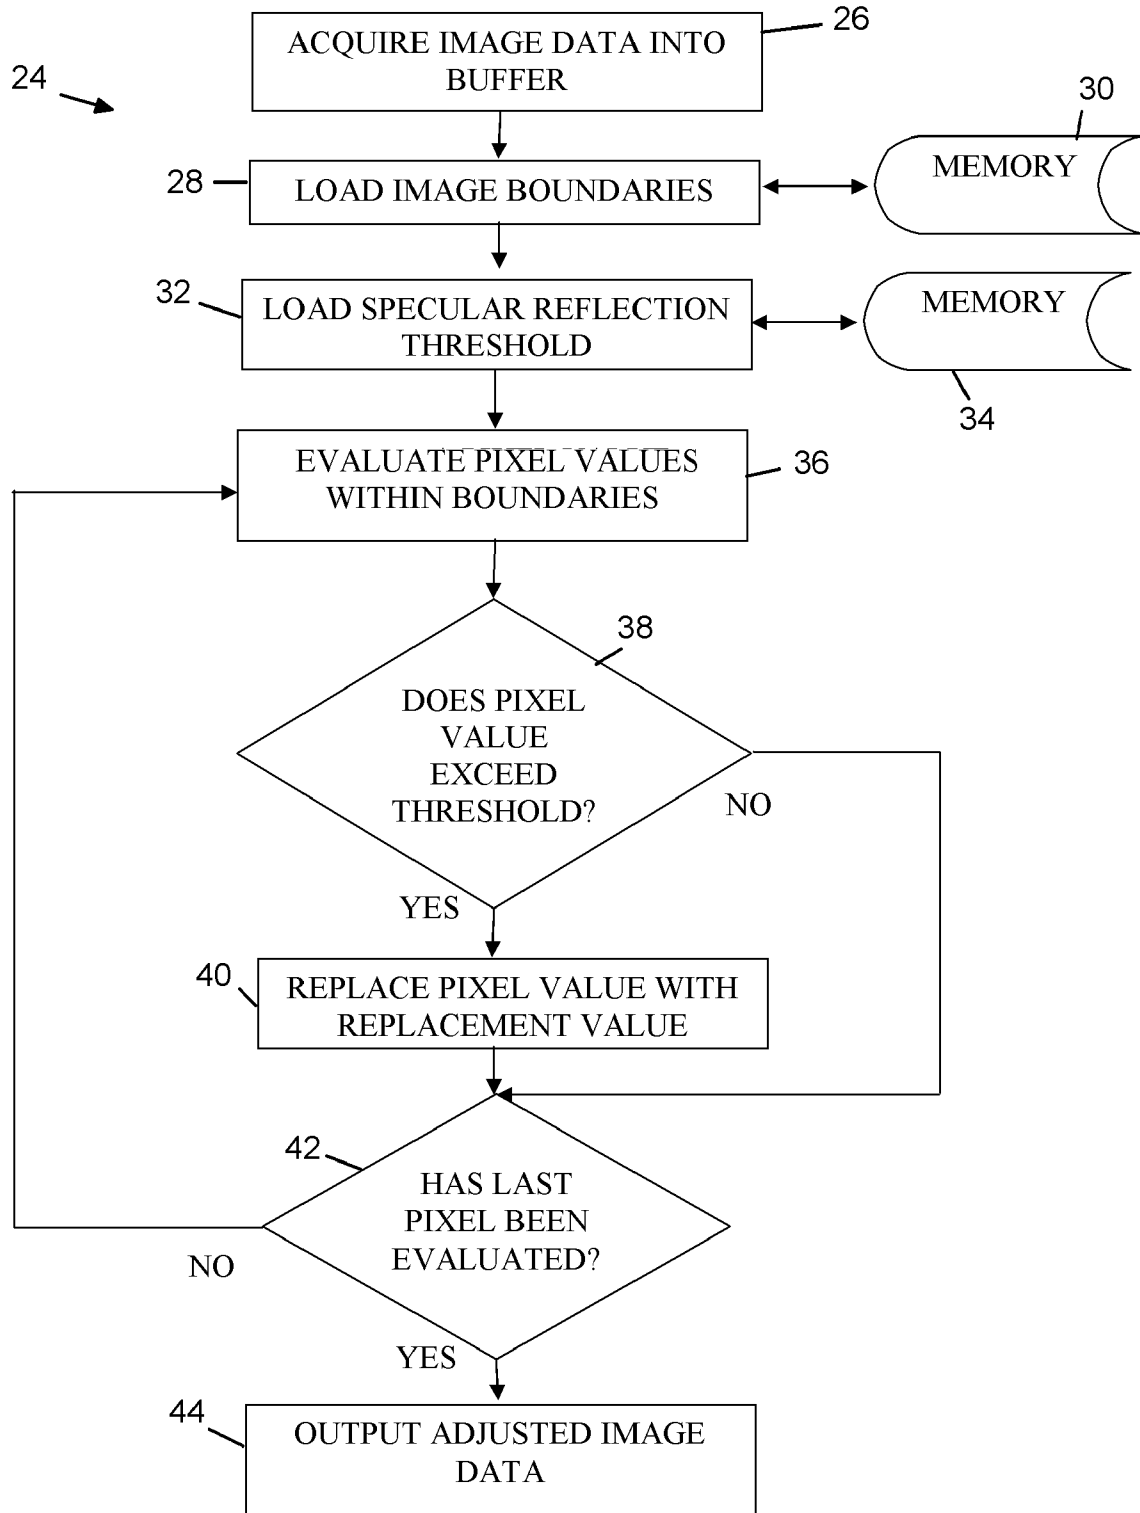 26
ACQUIRE IMAGE DATA INTO
BUFFER
24
30
MEMORY
28
LOAD IMAGE BOUNDARIES
32
LOAD SPECULAR REFLECTION
THRESHOLD
MEMORY
34
EVALUATE PIXEL VALUES
WITHIN BOUNDARIES
36
38
DOES PIXEL
VALUE
EXCEED
THRESHOLD?
NO
YES
40
REPLACE PIXEL VALUE WITH
REPLACEMENT VALUE
42
HAS LAST
PIXEL BEEN
EVALUATED?
NO
YES
44
OUTPUT ADJUSTED IMAGE
DATA